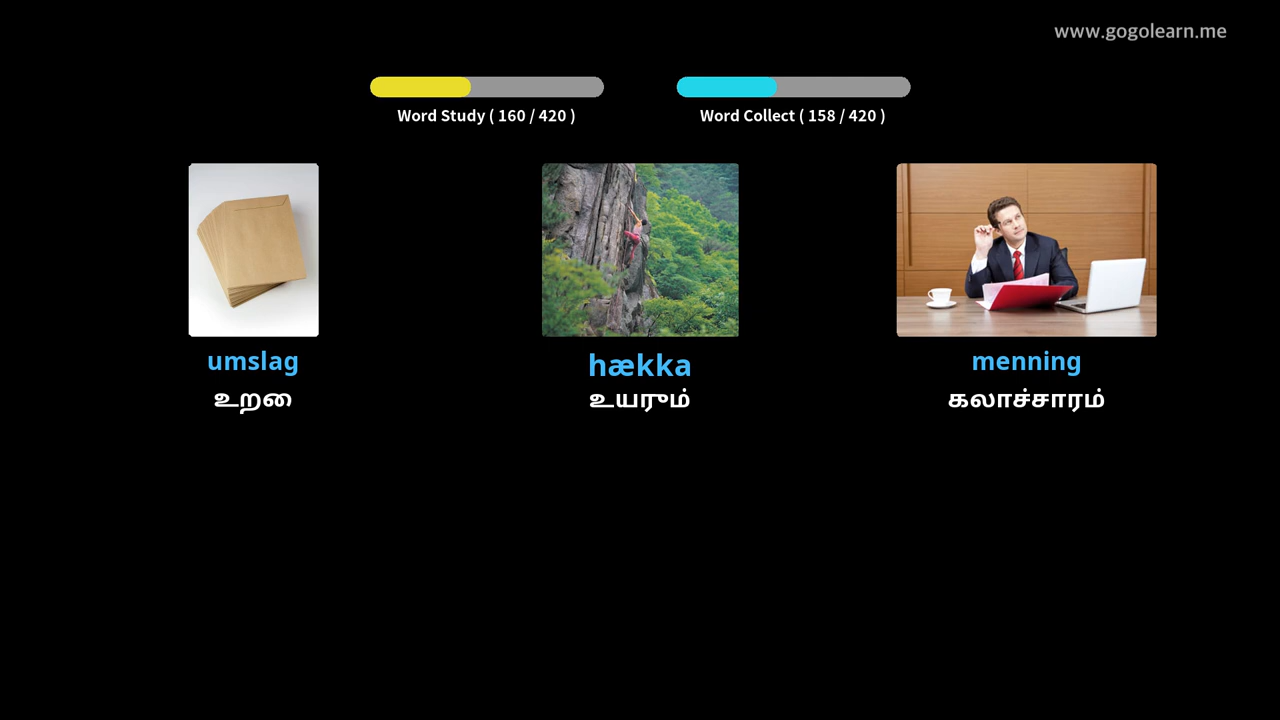 www.gogolearn.me
Word Study ( 160 / 420 )
Word Collect ( 158 / 420 )
umslag
hækka
menning
உறை
உயரும்
கலாச்சாரம்